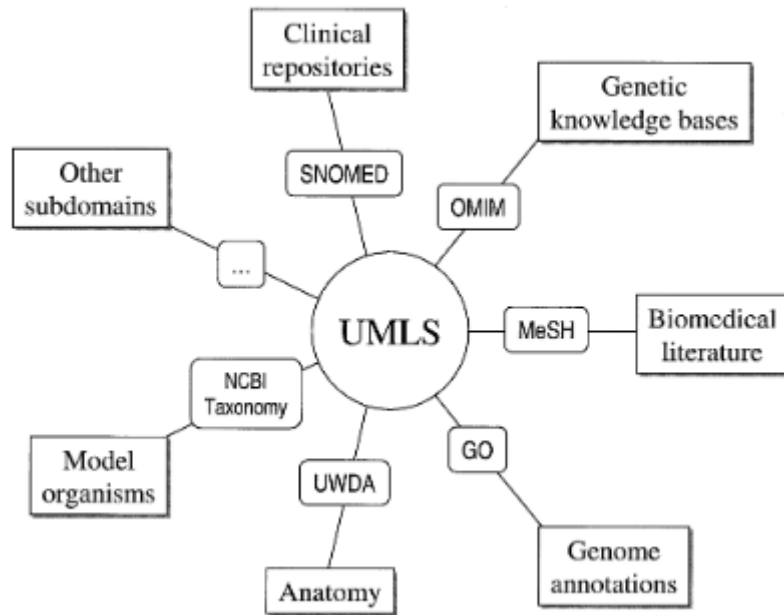 Clinical
repositories
Genetic
knowledge bases
SNOMED
Other
subdomains
OMIM
...
UMLS
MeSH
Biomedical
literature
NCBI
Taxonomy
GO
Model
organisms
UWDA
Genome
annotations
Anatomy